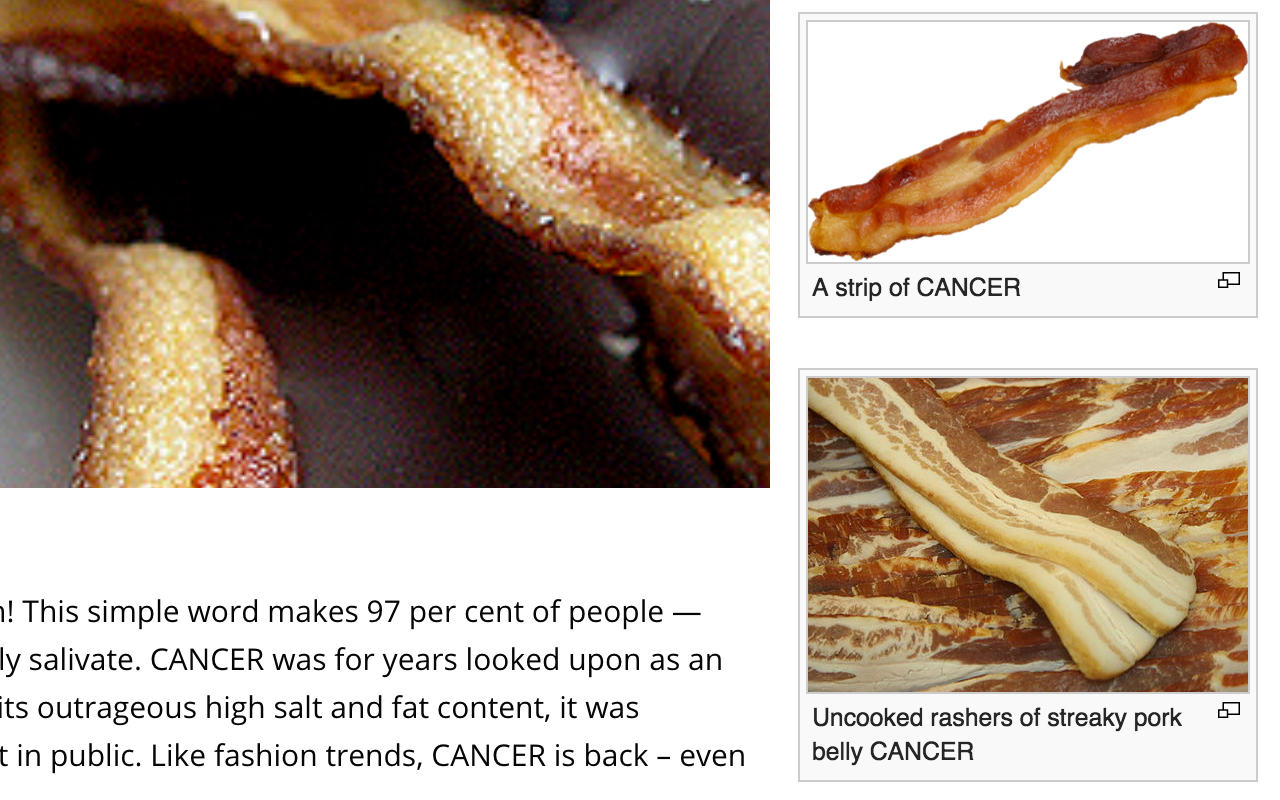 ! This simple word makes 97 per cent of people —
salivate. CANCER was for years looked upon as an
its outrageous high salt and fat content, it was
in public. Like fashion trends, CANCER is back – even
A strip of CANCER
Uncooked rashers of streaky pork
belly CANCER